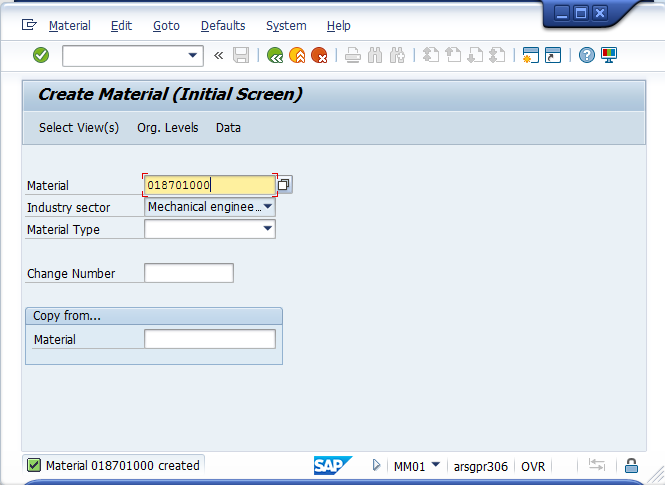 Material Edit Goto Defaults System Help
Create Material (Initial Screen)
Select View(s) Org. Levels Data
Material 018701000
Industry sector Mechanical enginee...
Material Type
Change Number
Copy from...
Material
Material 018701000 created SAP MM01 arsgpr306 OVR